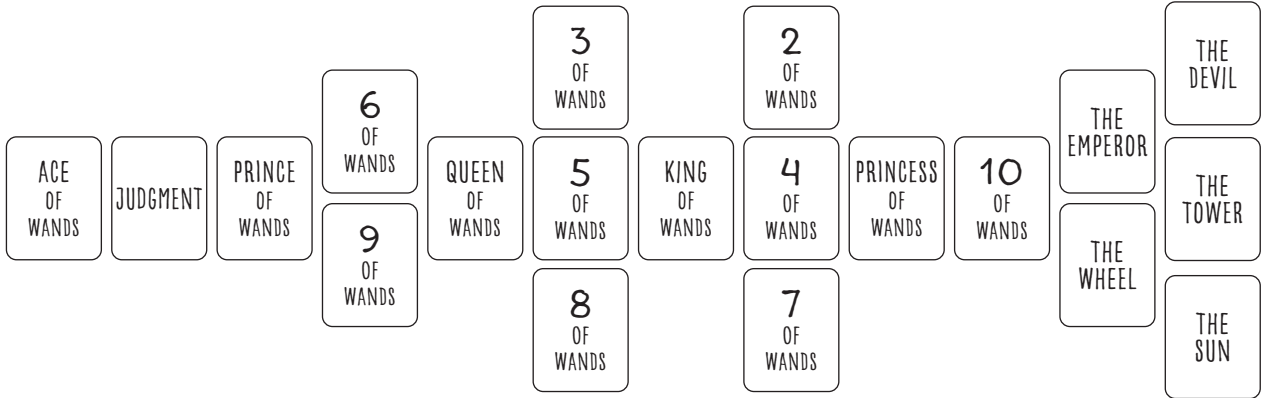 ACE
OF
WANDS
JUDGMENT
PRINCE
OF
WANDS
6
OF
WANDS
9
OF
WANDS
QUEEN
OF
WANDS
3
OF
WANDS
5
OF
WANDS
8
OF
WANDS
KING
OF
WANDS
2
OF
WANDS
4
OF
WANDS
7
OF
WANDS
PRINCESS
OF
WANDS
10
OF
WANDS
THE
EMPEROR
THE
WHEEL
THE
DEVIL
THE
TOWER
THE
SUN